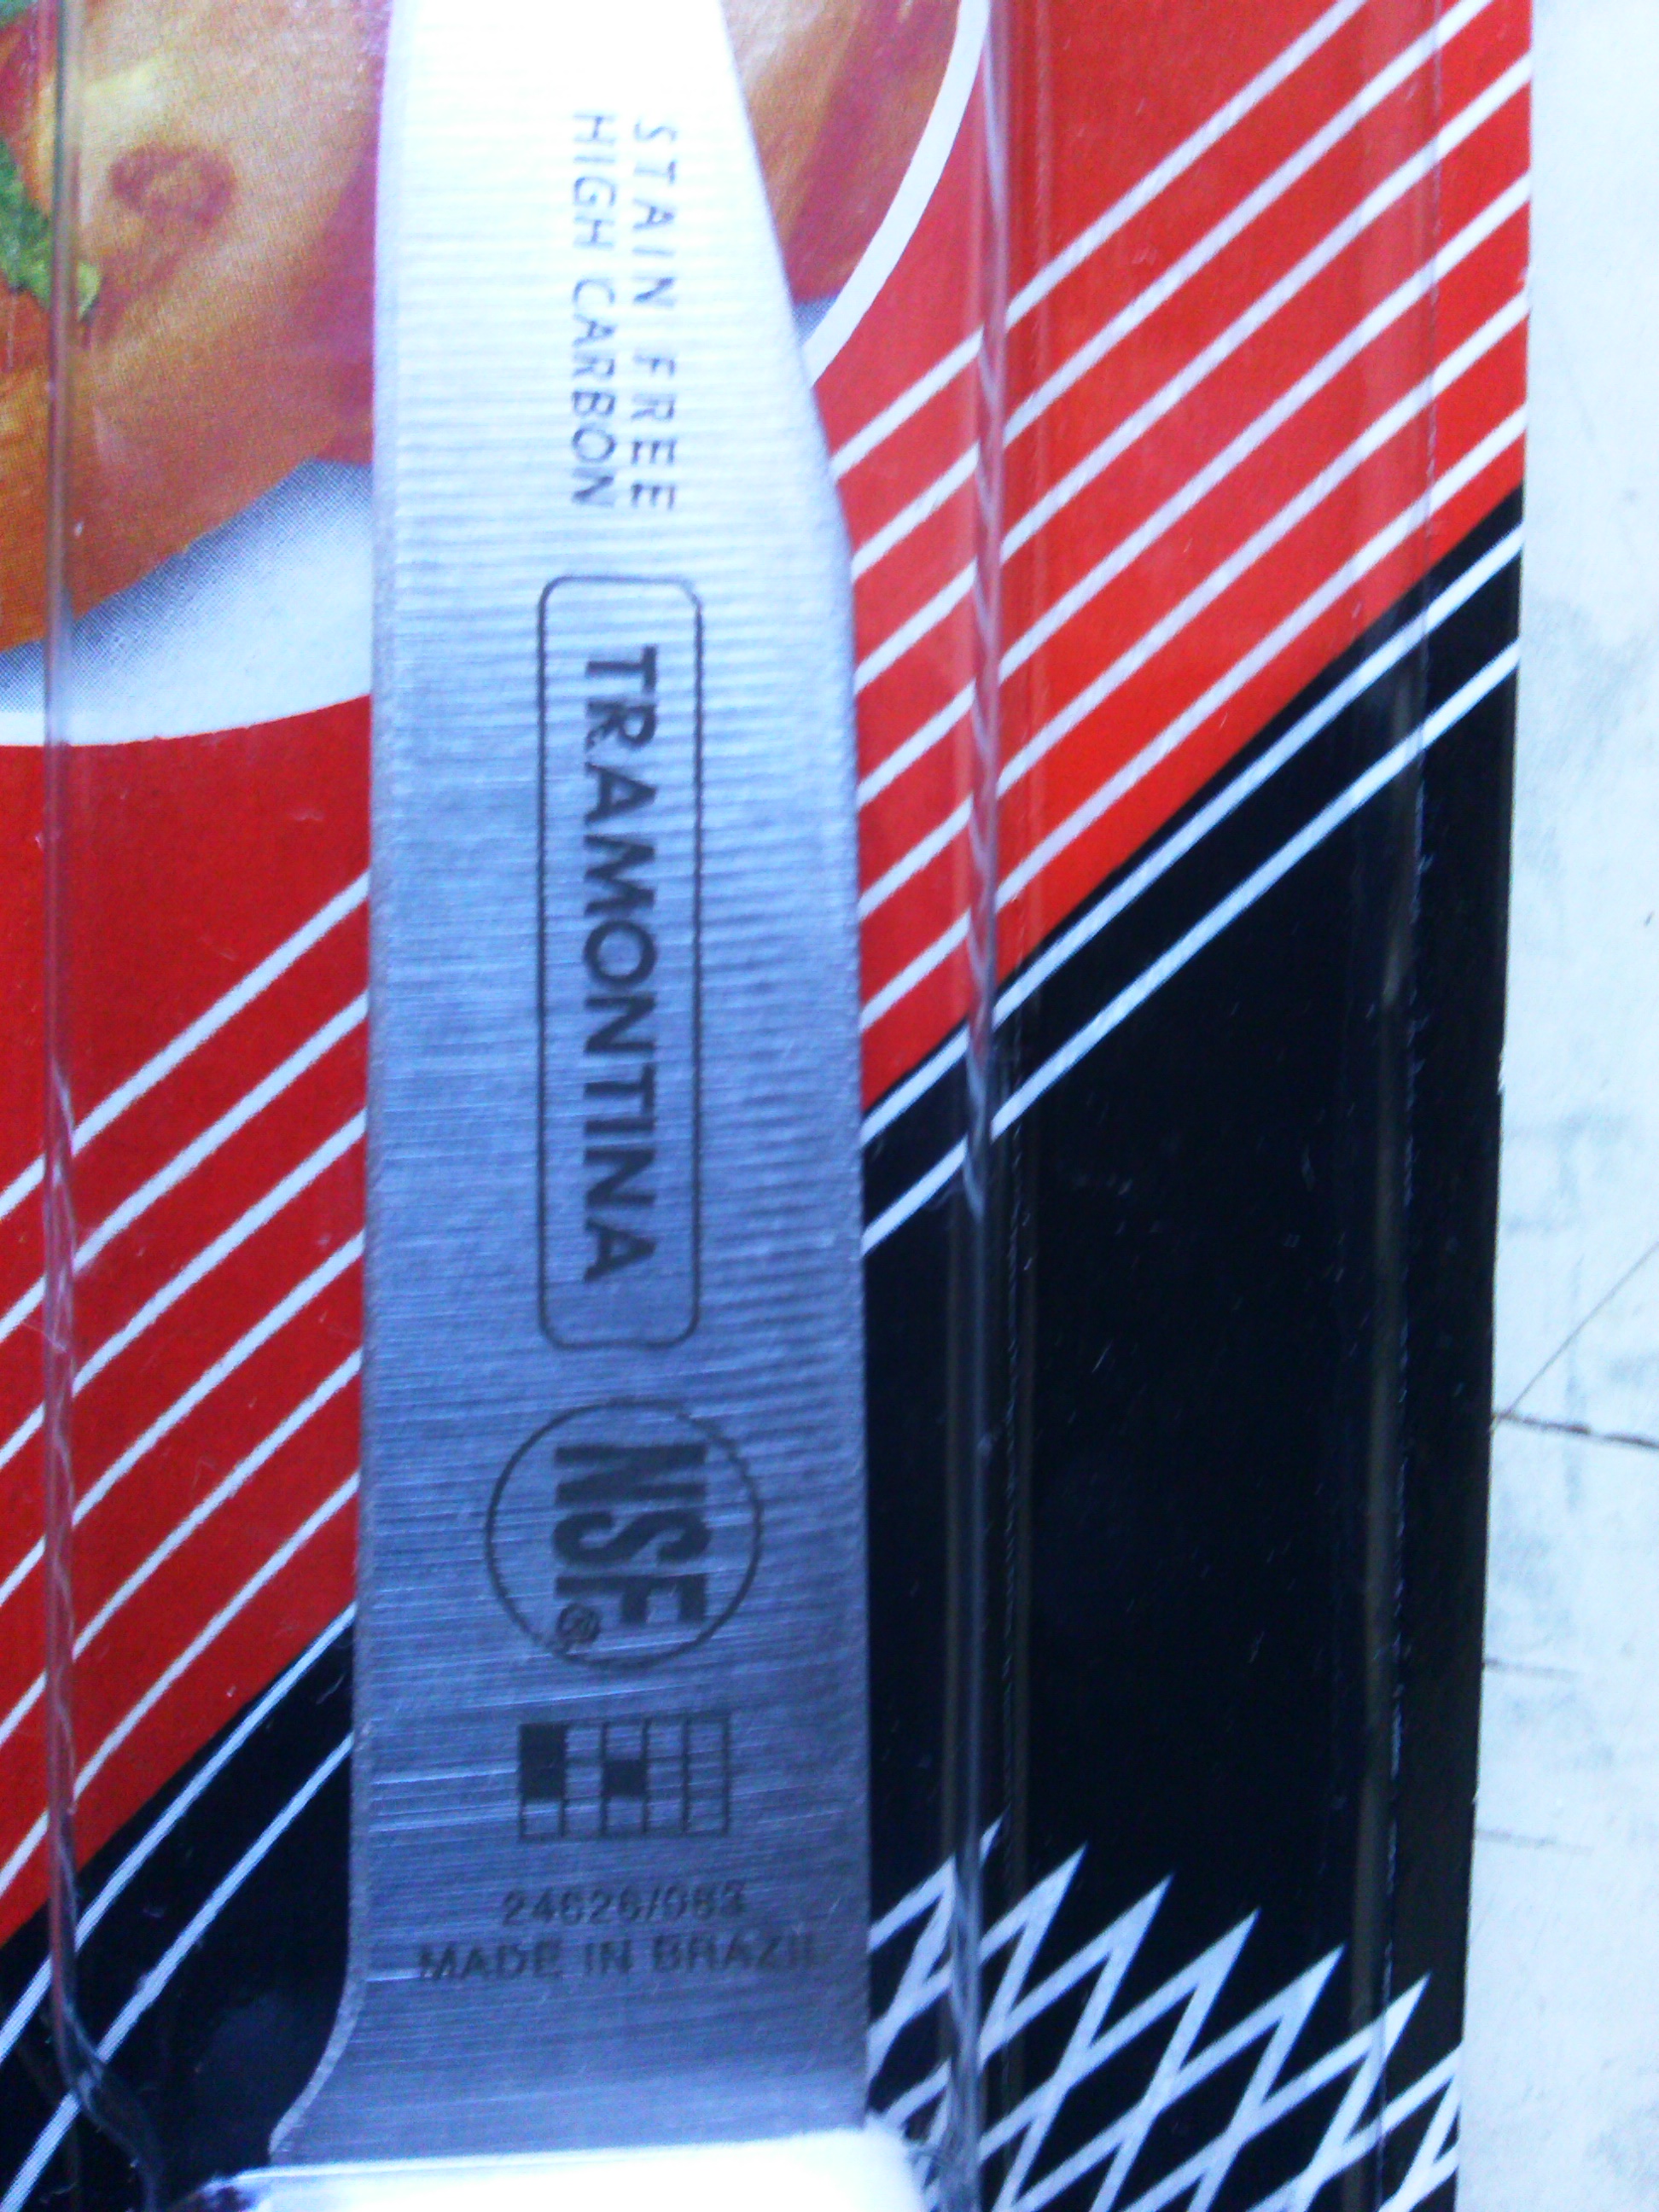 STAIN FREE
HIGH CARBON
TRAMONTINA
NSF®
24626/083
MADE IN BRAZIL